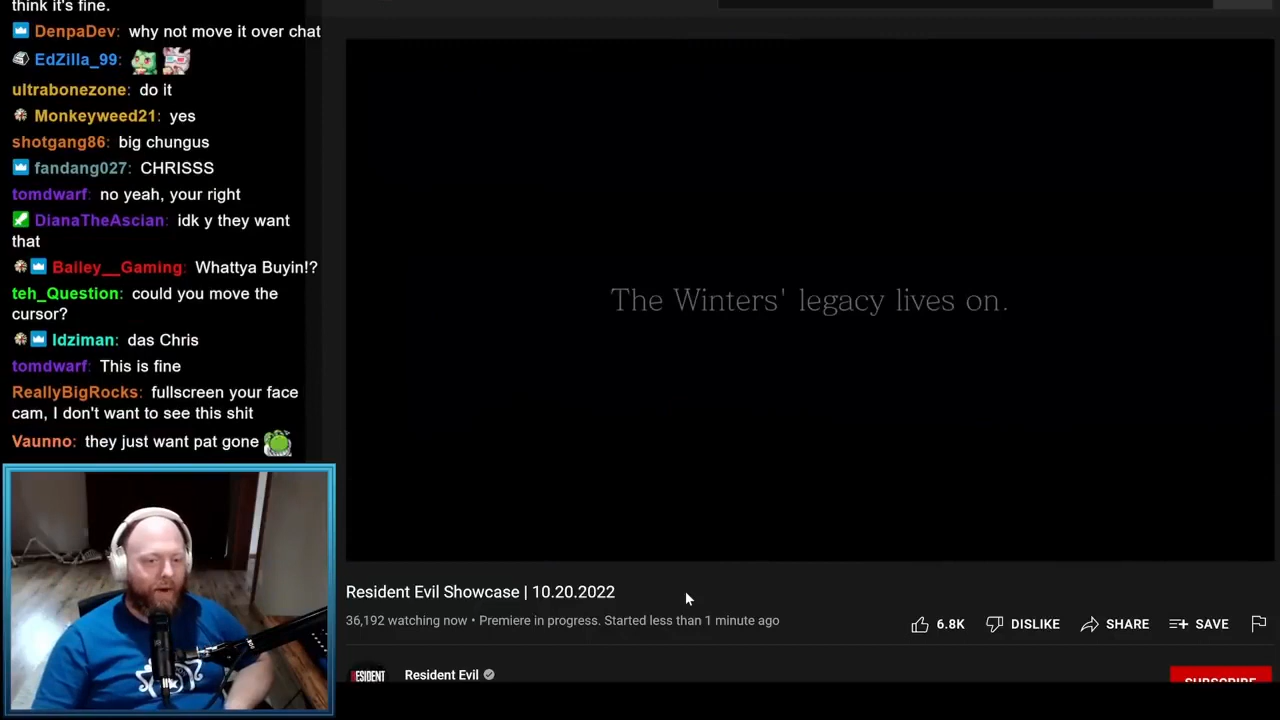 think it's fine.
DenpaDev: why not move it over chat
EdZilla_99:
ultrabonezone: do it
Monkeyweed21: yes
shotgang86: big chungus
fandang027: CHRISSS
tomdwarf: no yeah, your right
DianaTheAscian: idk y they want
that
Bailey__Gaming: Whattya Buyin!?
teh_Question: could you move the
cursor?
Idziman: das Chris
tomdwarf: This is fine
ReallyBigRocks: fullscreen your face
cam, I don't want to see this shit
Vaunno: they just want pat gone
The Winters' legacy lives on.
Resident Evil Showcase | 10.20.2022
36,192 watching now • Premiere in progress. Started less than 1 minute ago
6.8K DISLIKE SHARE SAVE
RESIDENT
Resident Evil
SUBSCRIBE